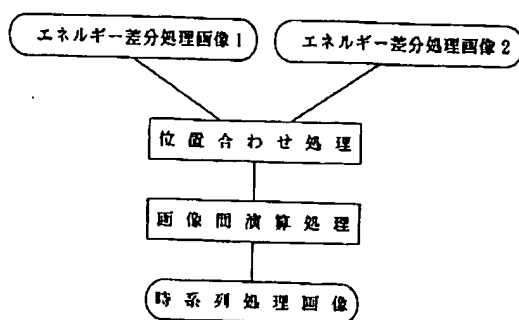 エネルギー差分処理画像1
エネルギー差分処理画像2
位置合わせ処理
画像間演算処理
時系列処理画像